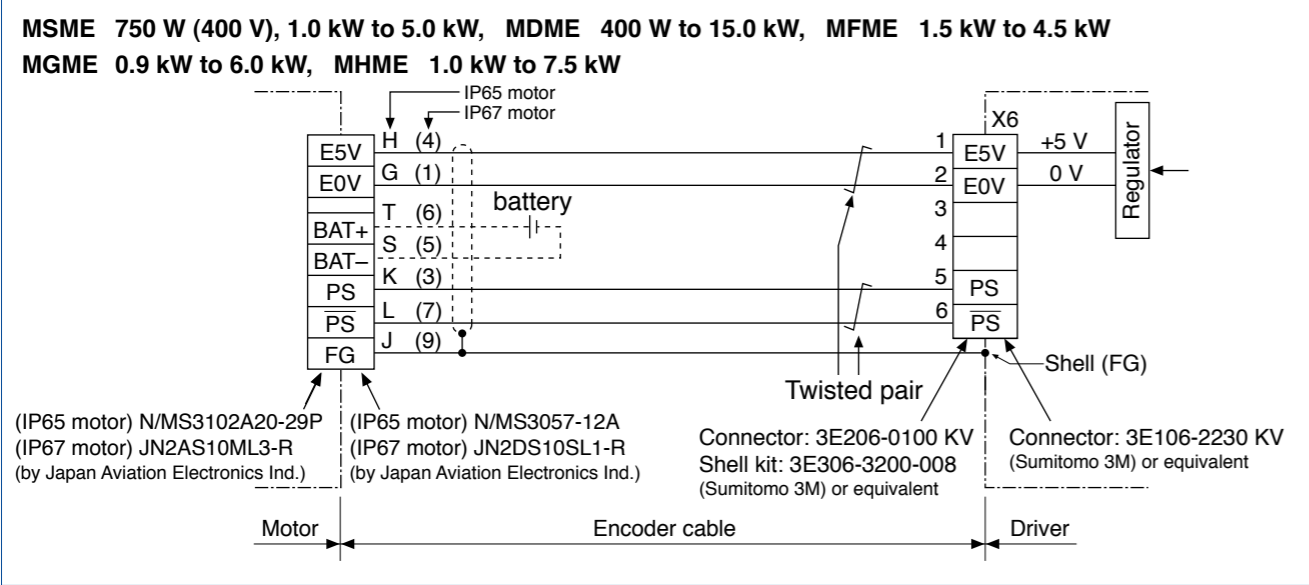 MSME 750 W (400 V), 1.0 kW to 5.0 kW, MDME 400 W to 15.0 kW, MFME 1.5 kW to 4.5 kW
MGME 0.9 kW to 6.0 kW, MHME 1.0 kW to 7.5 kW
IP65 motor
IP67 motor
X6
H (4)
E5V
1
E5V
+5 V
G (1)
E0V
2
E0V
0 V
Regulator
T (6)
battery
3
BAT+
S (5)
4
BAT–
K (3)
5
PS
PS
L (7)
6
PS
PS
J (9)
FG
Shell (FG)
Twisted pair
(IP65 motor) N/MS3102A20-29P
(IP67 motor) JN2AS10ML3-R
(by Japan Aviation Electronics Ind.)
(IP65 motor) N/MS3057-12A
(IP67 motor) JN2DS10SL1-R
(by Japan Aviation Electronics Ind.)
Connector: 3E206-0100 KV
Shell kit: 3E306-3200-008
(Sumitomo 3M) or equivalent
Connector: 3E106-2230 KV
(Sumitomo 3M) or equivalent
Motor
Encoder cable
Driver